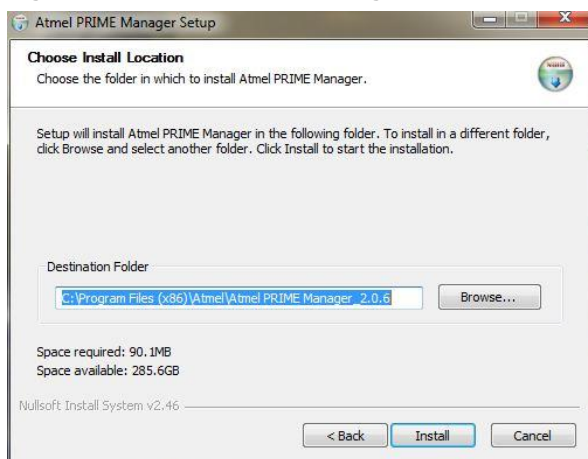 Atmel PRIME Manager Setup
Choose Install Location
Choose the folder in which to install Atmel PRIME Manager.
Setup will install Atmel PRIME Manager in the following folder. To install in a different folder,
click Browse and select another folder. Click Install to start the installation.
Destination Folder
C:\Program Files (x86)\Atmel\Atmel PRIME Manager_2.0.6
Browse...
Space required: 90.1MB
Space available: 285.6GB
Nullsoft Install System v2.46
< Back
Install
Cancel